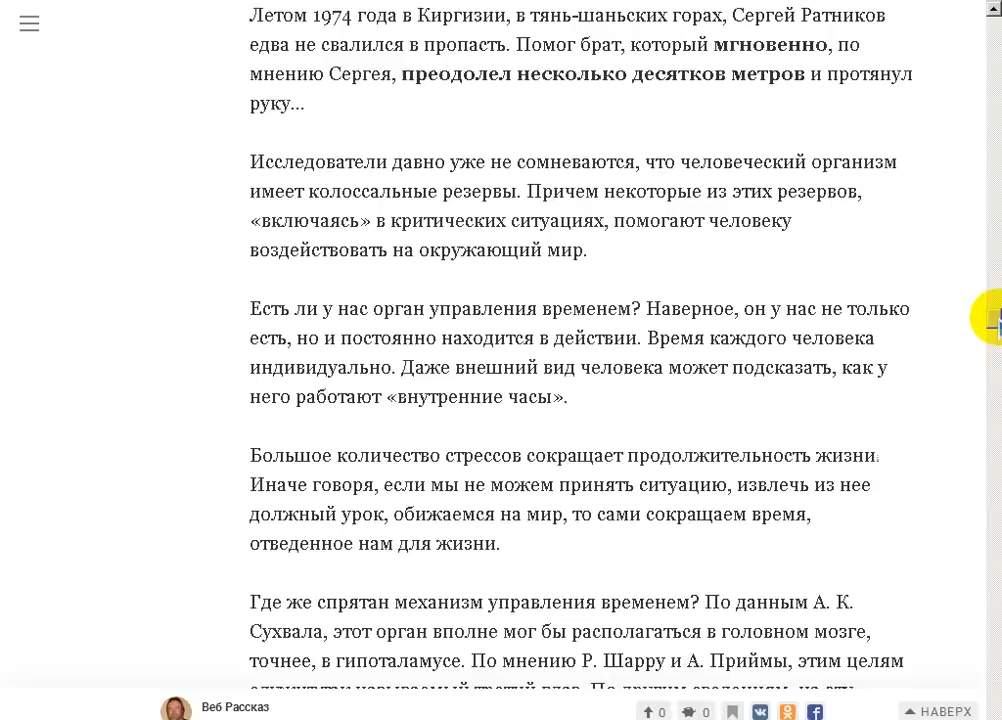 Летом 1974 года в Киргизии, в тянь-шаньских горах, Сергей Ратников
едва не свалился в пропасть. Помог брат, который мгновенно, по
мнению Сергея, преодолел несколько десятков метров и протянул
руку...
Исследователи давно уже не сомневаются, что человеческий организм
имеет колоссальные резервы. Причем некоторые из этих резервов,
«включаясь» в критических ситуациях, помогают человеку
воздействовать на окружающий мир.
Есть ли у нас орган управления временем? Наверное, он у нас не только
есть, но и постоянно находится в действии. Время каждого человека
индивидуально. Даже внешний вид человека может подсказать, как у
него работают «внутренние часы».
Большое количество стрессов сокращает продолжительность жизни.
Иначе говоря, если мы не можем принять ситуацию, извлечь из нее
должный урок, обижаемся на мир, то сами сокращаем время,
отведенное нам для жизни.
Где же спрятан механизм управления временем? По данным А. К.
Сухвала, этот орган вполне мог бы располагаться в головном мозге,
точнее, в гипоталамусе. По мнению Р. Шарру и А. Приймы, этим целям
Веб Рассказ
0 0 НАВЕРХ